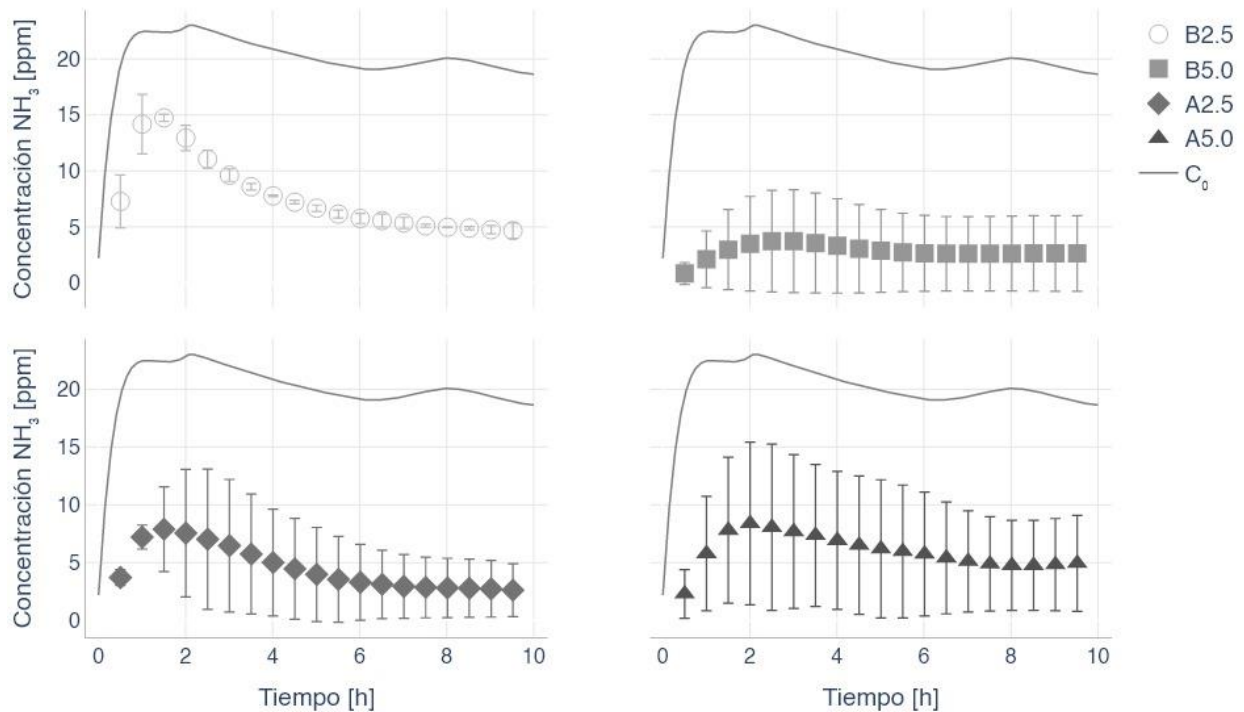 Concentración NH₃ [ppm]
20
15
10
5
0
B2.5
B5.0
A2.5
A5.0
C₀
Concentración NH₃ [ppm]
20
15
10
5
0
0 2 4 6 8 10
0 2 4 6 8 10
Tiempo [h]
Tiempo [h]